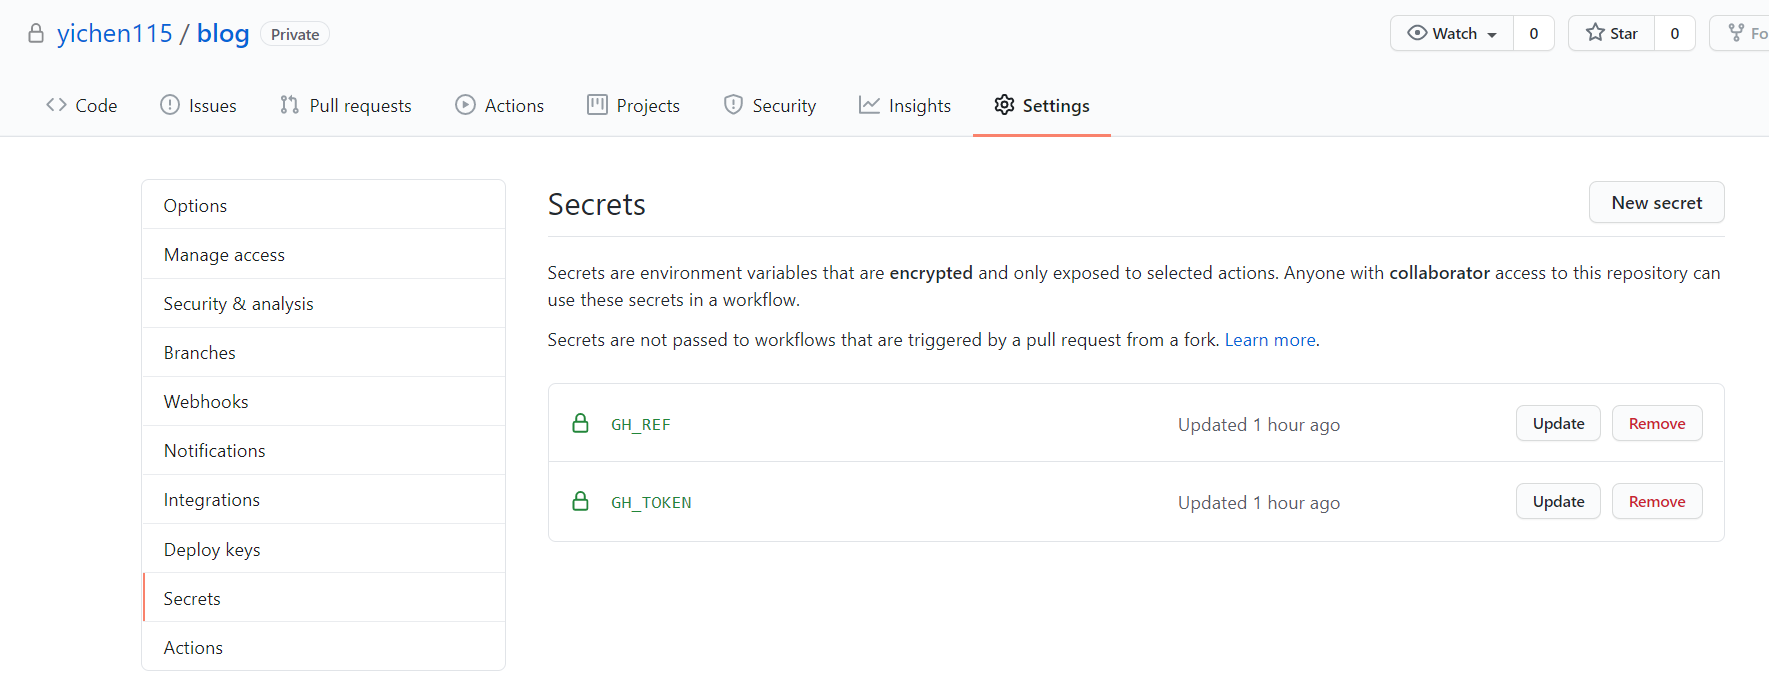 yichen115 / blog Private Watch 0 Star 0 Fo
Code Issues Pull requests Actions Projects Security Insights Settings
Options
Manage access
Security & analysis
Branches
Webhooks
Notifications
Integrations
Deploy keys
Secrets
Actions
Secrets New secret
Secrets are environment variables that are encrypted and only exposed to selected actions. Anyone with collaborator access to this repository can
use these secrets in a workflow.
Secrets are not passed to workflows that are triggered by a pull request from a fork. Learn more.
GH_REF Updated 1 hour ago Update Remove
GH_TOKEN Updated 1 hour ago Update Remove